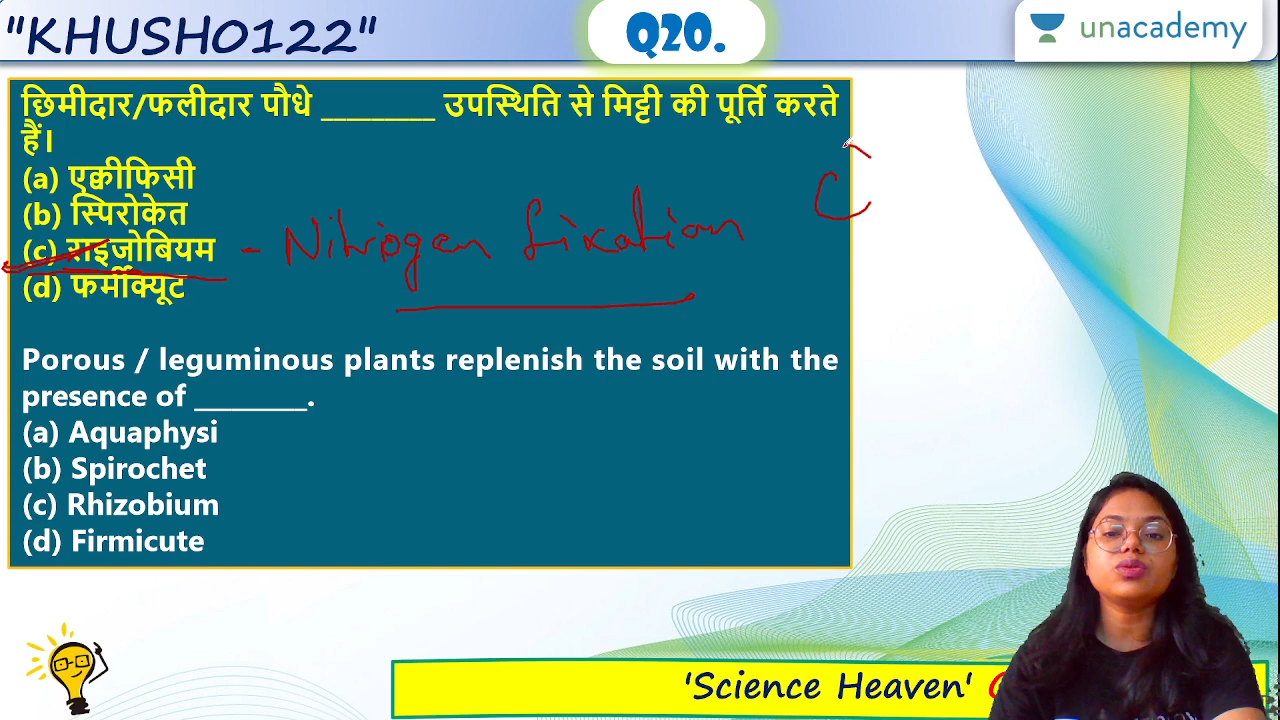 "KHUSHO122"
Q20.
unacademy
छिमीदार/फलीदार पौधे ________ उपस्थिति से मिट्टी की पूर्ति करते
हैं।
(a) एक्वीफिसी
(b) स्पिरोकेत
(c) राइजोबियम - Nitrogen fixation
(d) फर्मीक्यूट
C
Porous / leguminous plants replenish the soil with the
presence of ________.
(a) Aquaphysi
(b) Spirochet
(c) Rhizobium
(d) Firmicute
'Science Heaven'